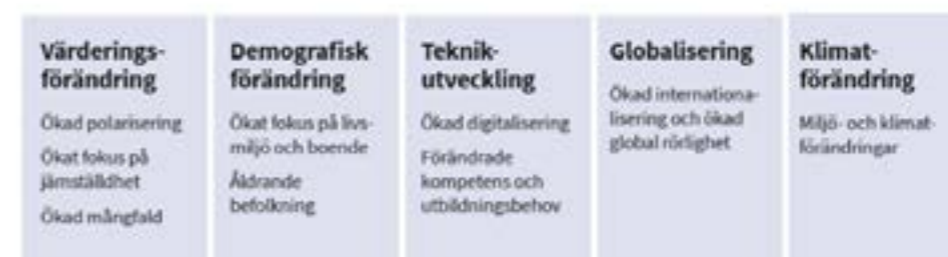 Värderings-
förändring
Ökad polarisering
Ökat fokus på
jämställdhet
Ökad mångfald
Demografisk
förändring
Ökat fokus på livs-
miljö och boende
Åldrande
befolkning
Teknik-
utveckling
Ökad digitalisering
Förändrade
kompetens och
utbildningsbehov
Globalisering
Ökad internationa-
lisering och ökad
global rörlighet
Klimat-
förändring
Miljö- och klimat-
förändringar